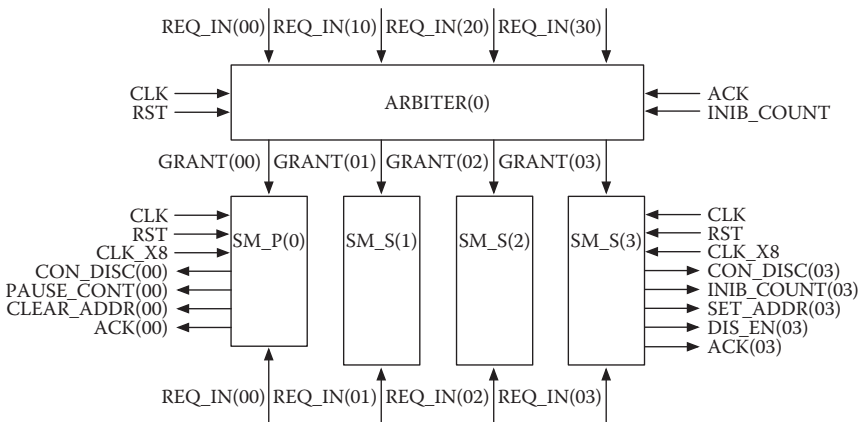 REQ_IN(00) REQ_IN(10) REQ_IN(20) REQ_IN(30)
CLK
RST
ARBITER(0)
ACK
INIB_COUNT
GRANT(00) GRANT(01) GRANT(02) GRANT(03)
CLK
RST
CLK_X8
CON_DISC(00)
PAUSE_CONT(00)
CLEAR_ADDR(00)
ACK(00)
SM_P(0)
SM_S(1)
SM_S(2)
SM_S(3)
CLK
RST
CLK_X8
CON_DISC(03)
INIB_COUNT(03)
SET_ADDR(03)
DIS_EN(03)
ACK(03)
REQ_IN(00) REQ_IN(01) REQ_IN(02) REQ_IN(03)